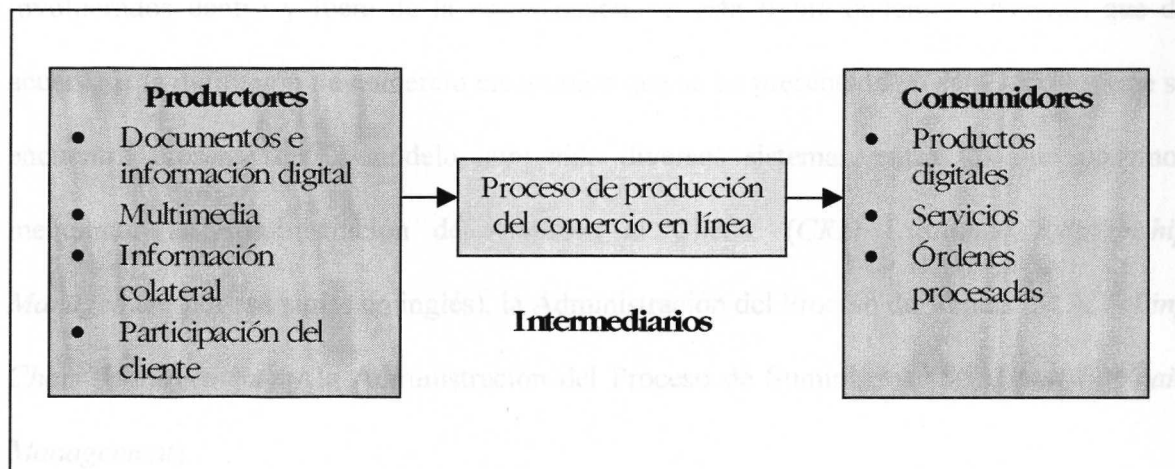 Productores
• Documentos e
información digital
• Multimedia
• Información
colateral
• Participación del
cliente
Proceso de producción
del comercio en línea
Intermediarios
Consumidores
• Productos
digitales
• Servicios
• Órdenes
procesadas